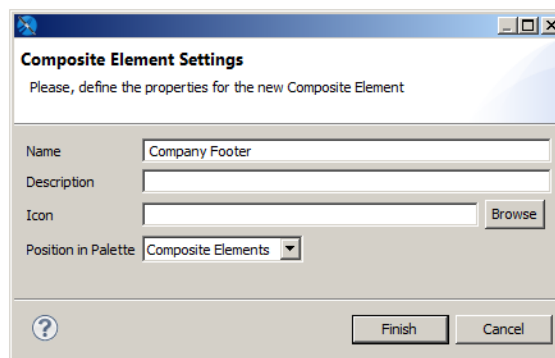 Composite Element Settings
Please, define the properties for the new Composite Element
Name Company Footer
Description
Icon Browse
Position in Palette Composite Elements
? Finish Cancel